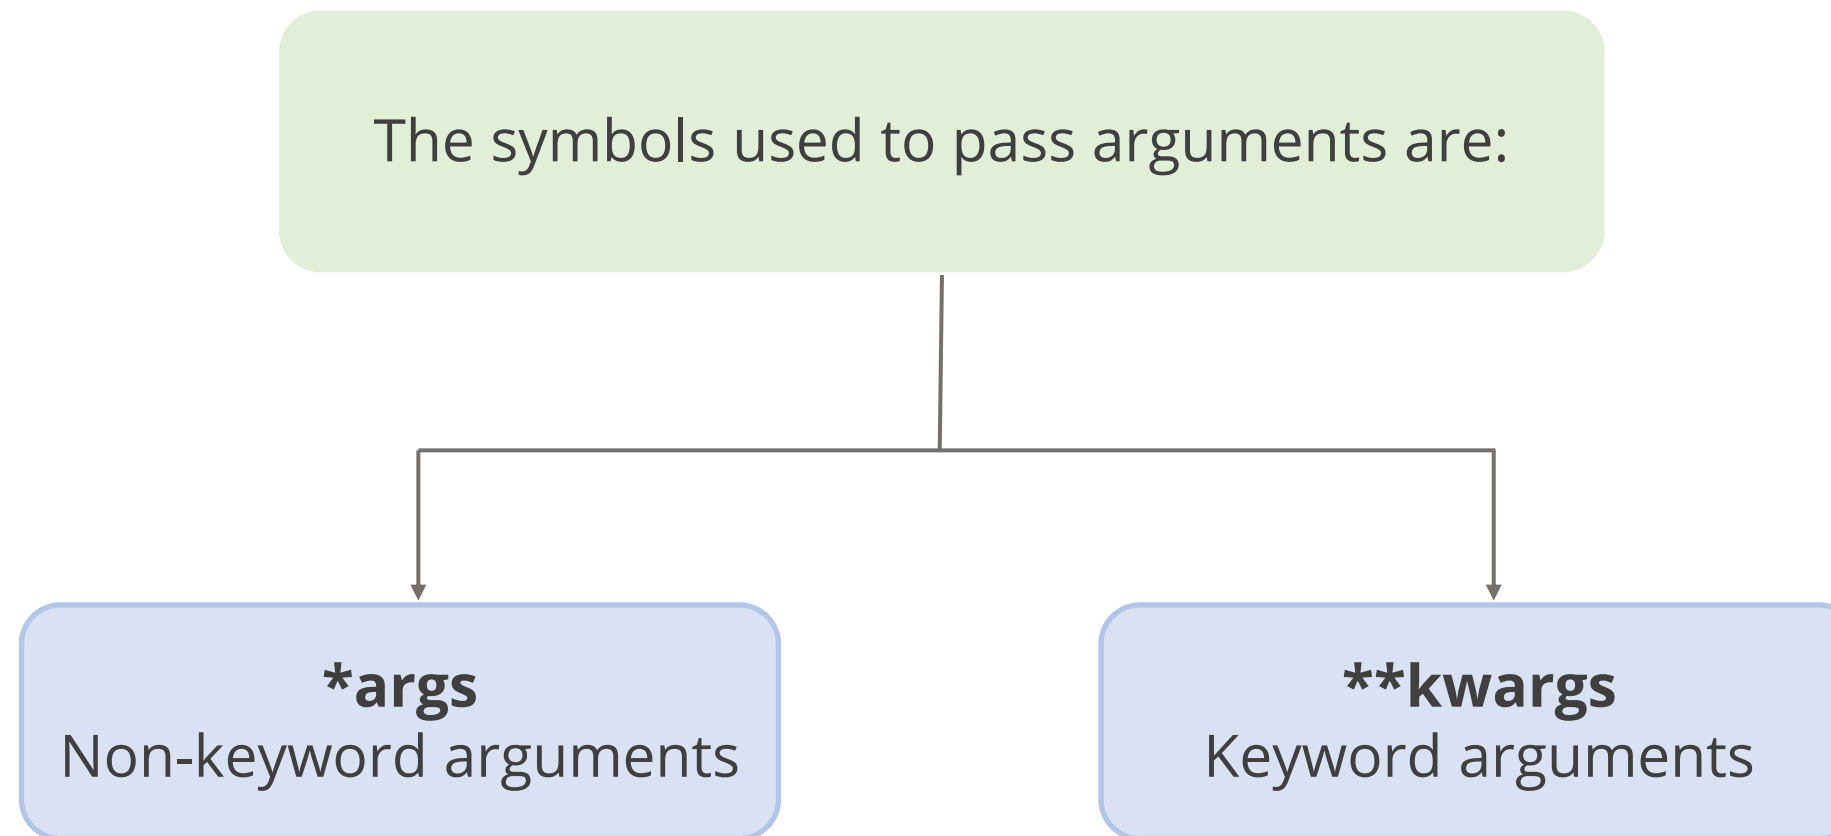 The symbols used to pass arguments are:
*args
Non-keyword arguments
**kwargs
Keyword arguments